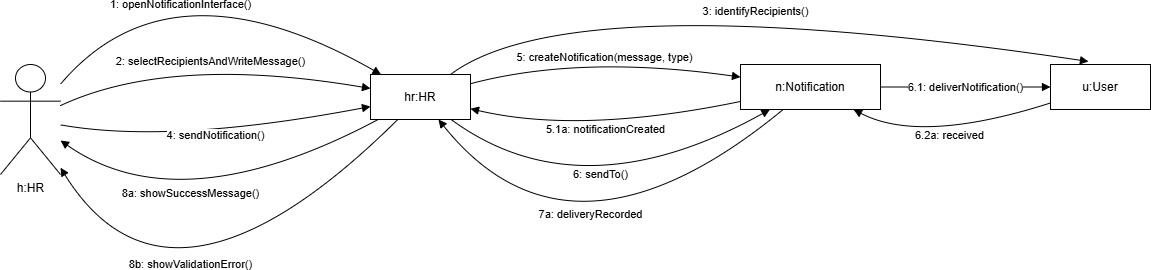 1: openNotificationInterface()
3: identifyRecipients()
2: selectRecipientsAndWriteMessage()
5: createNotification(message, type)
hr:HR
n:Notification
6.1: deliverNotification()
u:User
4: sendNotification()
5.1a: notificationCreated
6.2a: received
h:HR
8a: showSuccessMessage()
6: sendTo()
7a: deliveryRecorded
8b: showValidationError()